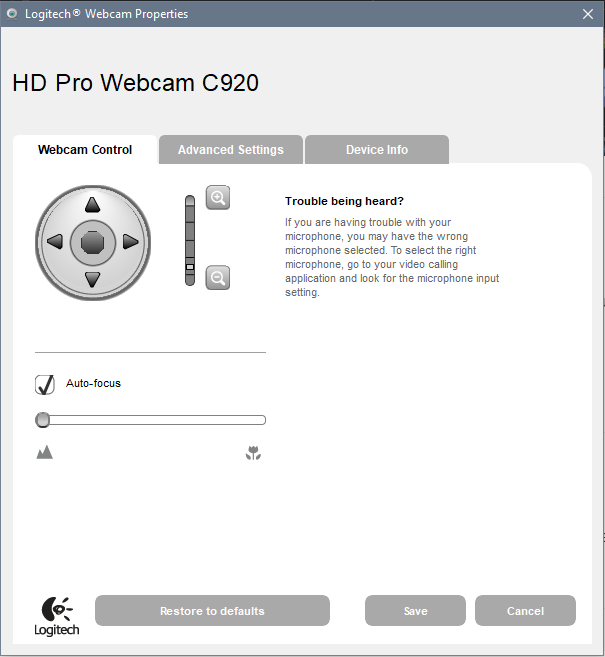 Logitech® Webcam Properties
HD Pro Webcam C920
Webcam Control
Advanced Settings
Device Info
Trouble being heard?
If you are having trouble with your
microphone, you may have the wrong
microphone selected. To select the right
microphone, go to your video calling
application and look for the microphone input
setting.
Auto-focus
Logitech
Restore to defaults
Save
Cancel